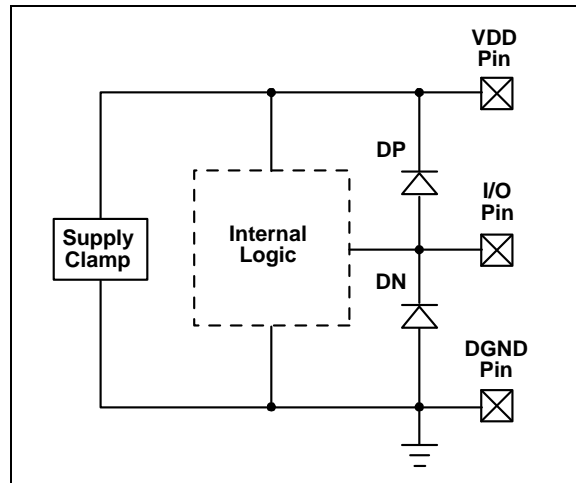 VDD
Pin
DP
I/O
Pin
Internal
Logic
Supply
Clamp
DN
DGND
Pin